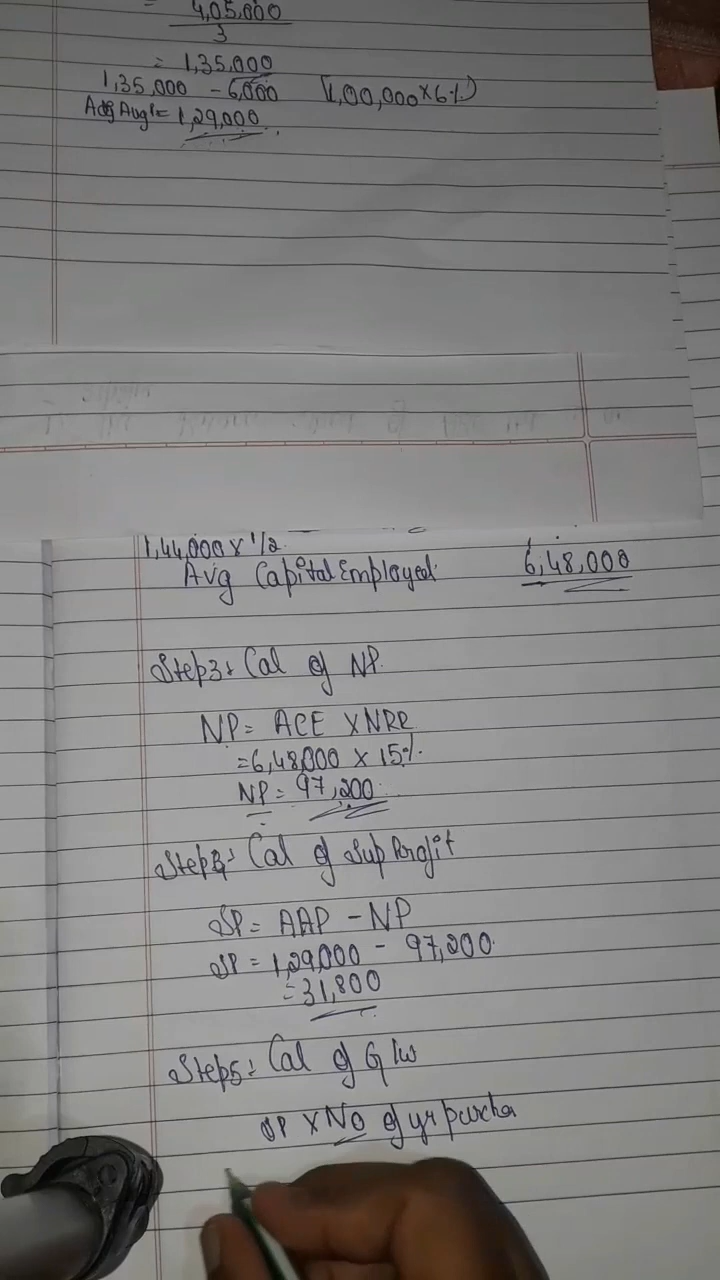 4,05,000
3
= 1,35,000
1,35,000 - 6,000 (1,00,000 x 6%)
= 1,29,000
1,44,000 x 1/2
Avg Capital Employed 6,48,000
Step3: Cal of NP
NP = ACE x NRR
= 6,48,000 x 15%
NP = 97,200
Step4: Cal of Sup Profit
SP = AAP - NP
SP = 1,29,000 - 97,200
= 31,800
Step5: Cal of G/w
SP x No of yr purcha